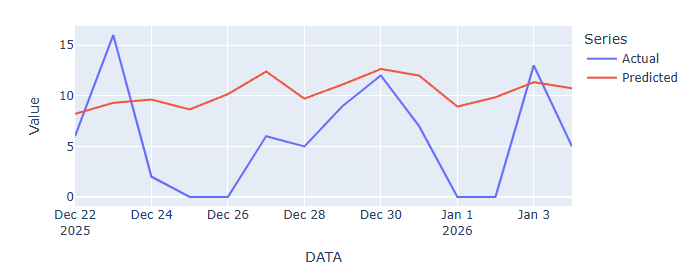 Series
Actual
Predicted
Value
15
10
5
0
Dec 22
2025
Dec 24
Dec 26
Dec 28
Dec 30
Jan 1
2026
Jan 3
DATA